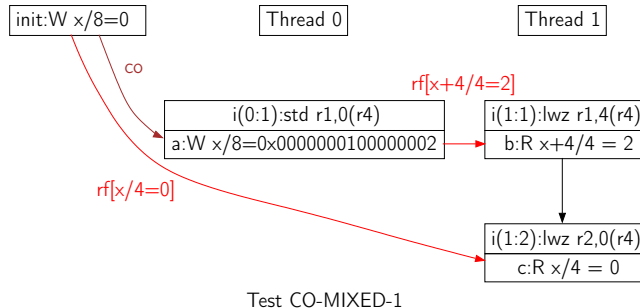 init:W x/8=0
Thread 0
Thread 1
co
rf[x+4/4=2]
i(0:1):std r1,0(r4)
a:W x/8=0x0000000100000002
i(1:1):lwz r1,4(r4)
b:R x+4/4 = 2
rf[x/4=0]
i(1:2):lwz r2,0(r4)
c:R x/4 = 0
Test CO-MIXED-1